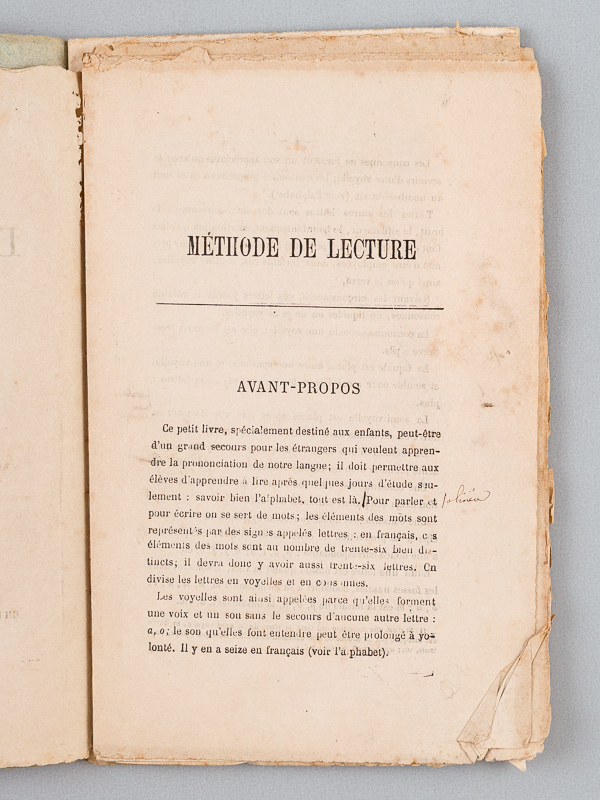 MÉTHODE DE LECTURE
AVANT-PROPOS
Ce petit livre, spécialement destiné aux enfants, peut-être
d'un grand secours pour les étrangers qui veulent appren-
dre la prononciation de notre langue; il doit permettre aux
élèves d'apprendre à lire après quelques jours d'étude seu-
lement : savoir bien l'alphabet, tout est là. Pour parler et
pour écrire on se sert de mots; les éléments des mots sont
représentés par des signes appelés lettres : en français, ces
éléments des mots sont au nombre de trente-six bien dis-
tincts; il devra donc y avoir aussi trente-six lettres. On
divise les lettres en voyelles et en consonnes.
Les voyelles sont ainsi appelées parce qu'elles forment
une voix et un son sans le secours d'aucune autre lettre :
a, o; le son qu'elles font entendre peut être prolongé à vo-
lonté. Il y en a seize en français (voir l'alphabet).